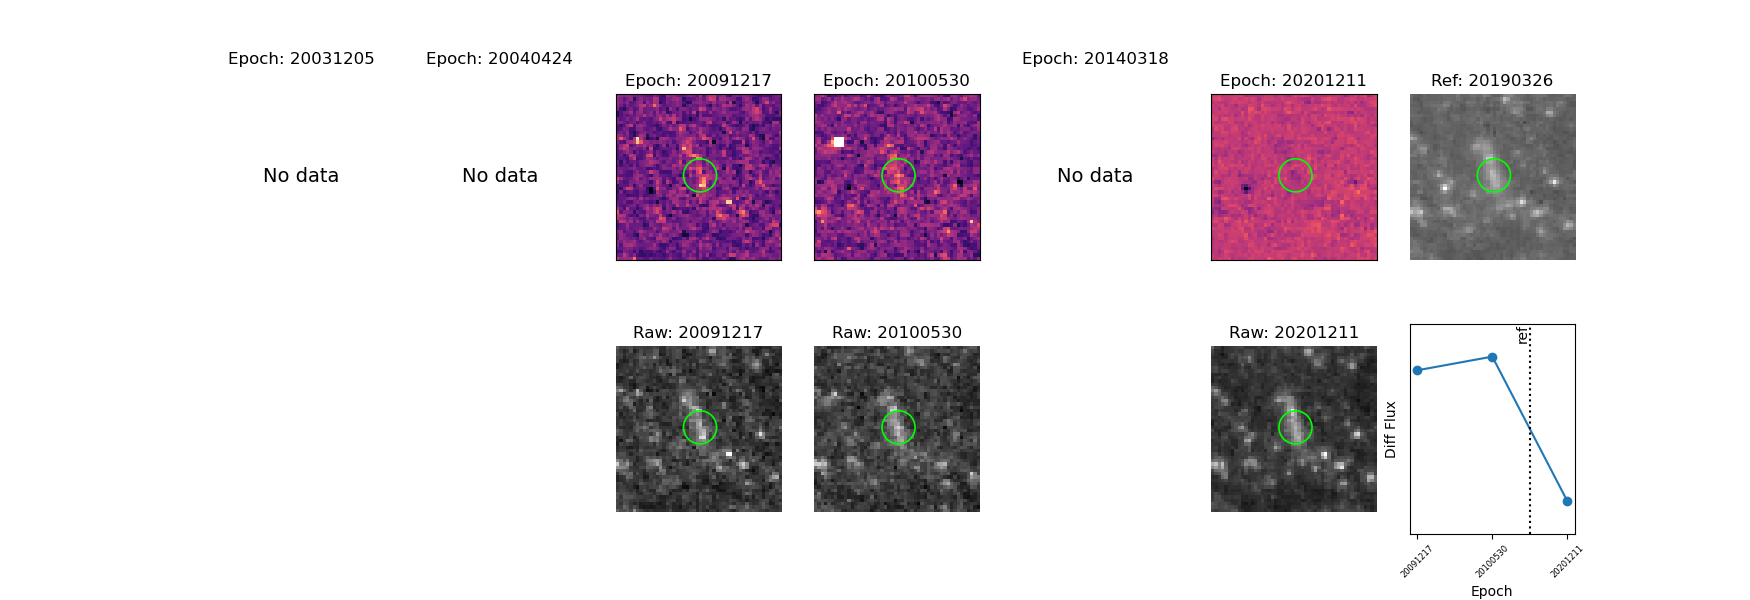 Epoch: 20031205
Epoch: 20040424
Epoch: 20140318
Epoch: 20091217
Epoch: 20100530
Epoch: 20201211
Ref: 20190326
No data
No data
No data
Raw: 20091217
Raw: 20100530
Raw: 20201211
ref
Diff Flux
20091217
20100530
20201211
Epoch